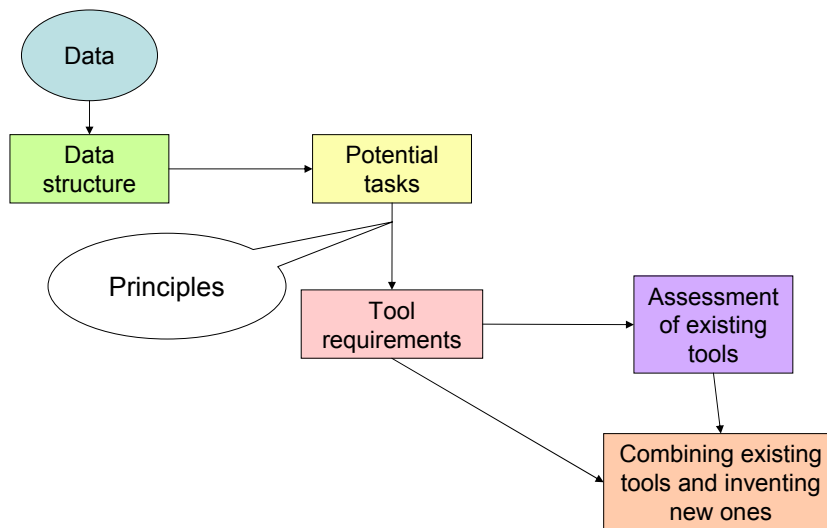 Data
Data
structure
Potential
tasks
Principles
Tool
requirements
Assessment
of existing
tools
Combining existing
tools and inventing
new ones